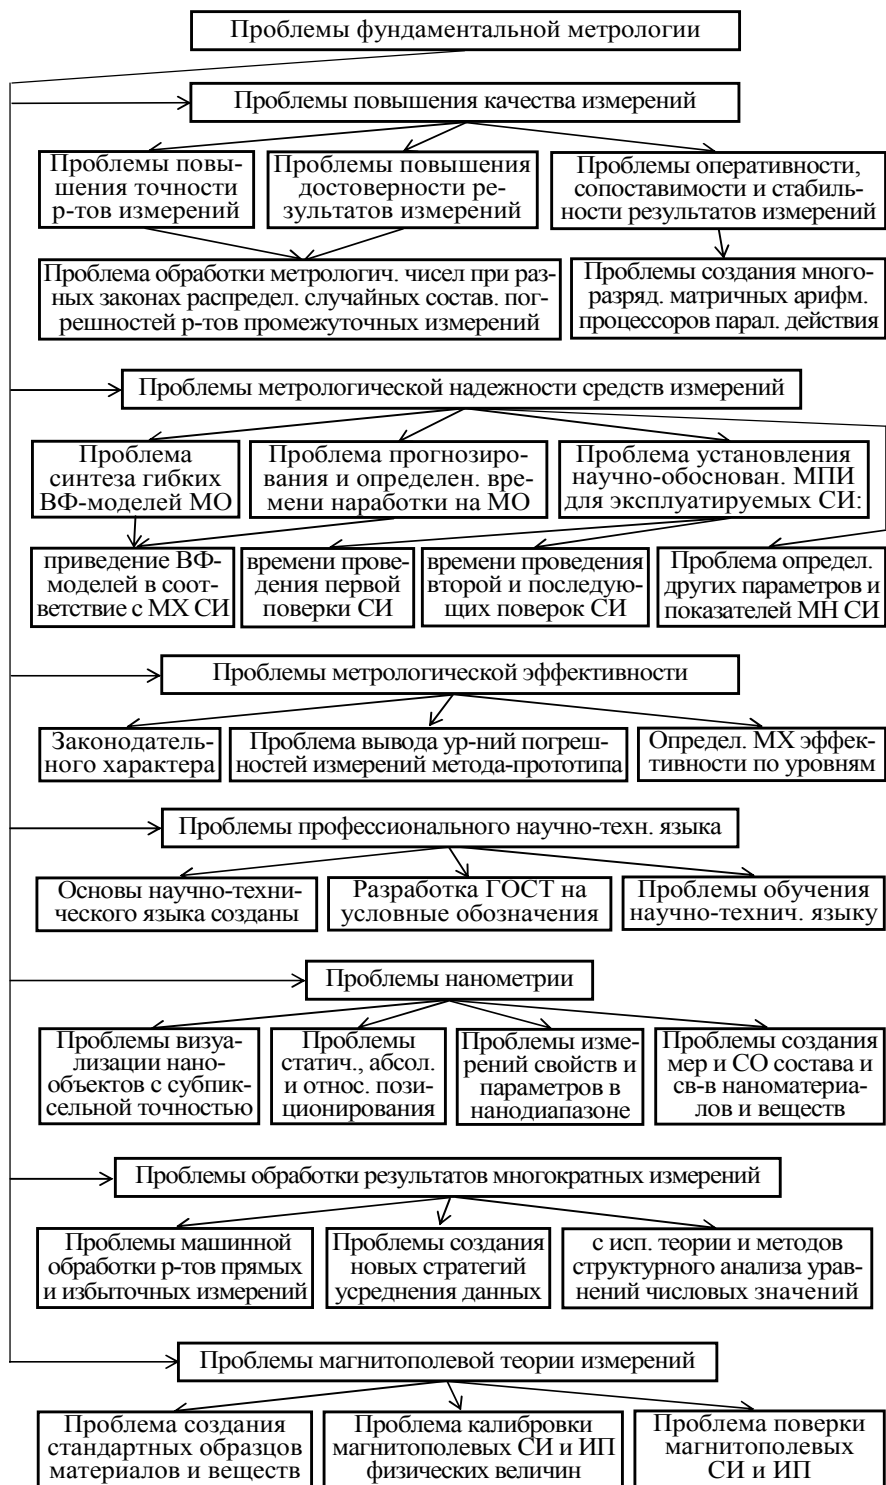 Проблемы фундаментальной метрологии
Проблемы повышения качества измерений
Проблемы повы-
шения точности
р-тов измерений
Проблемы повышения
достоверности ре-
зультатов измерений
Проблемы оперативности,
сопоставимости и стабиль-
ности результатов измерений
Проблема обработки метрологич. чисел при раз-
ных законах распредел. случайных состав. пог-
решностей р-тов промежуточных измерений
Проблемы создания много-
разряд. матричных арифм.
процессоров парал. действия
Проблемы метрологической надежности средств измерений
Проблема
синтеза гибких
ВФ-моделей МО
Проблема прогнозиро-
вания и определен. вре-
мени наработки на МО
Проблема установления
научно-обоснован. МПИ
для эксплуатируемых СИ:
приведение ВФ-
моделей в соот-
ветствие с МХ СИ
времени прове-
дения первой
поверки СИ
времени проведения
второй и последую-
щих поверок СИ
Проблема определ.
других параметров и
показателей МН СИ
Проблемы метрологической эффективности
Законодатель-
ного характера
Проблема вывода ур-ний погреш-
ностей измерений метода-прототипа
Определ. МХ эффек-
тивности по уровням
Проблемы профессионального научно-техн. языка
Основы научно-техни-
ческого языка созданы
Разработка ГОСТ на
условные обозначения
Проблемы обучения
научно-технич. языку
Проблемы нанометрии
Проблемы визуа-
лизации нано-
объектов с субпик-
сельной точностью
Проблемы
статич., абсол.
и относ. пози-
ционирования
Проблемы изме-
рений свойств и
параметров в
нанодиапазоне
Проблемы создания
мер и СО состава и
св-в наноматериа-
лов и веществ
Проблемы обработки результатов многократных измерений
Проблемы машинной
обработки р-тов прямых
и избыточных измерений
Проблемы создания
новых стратегий
усреднения данных
с исп. теории и методов
структурного анализа урав-
нений числовых значений
Проблемы магнитополевой теории измерений
Проблема создания
стандартных образцов
материалов и веществ
Проблема калибровки
магнитополевых СИ и ИП
физических величин
Проблема поверки
магнитополевых
СИ и ИП